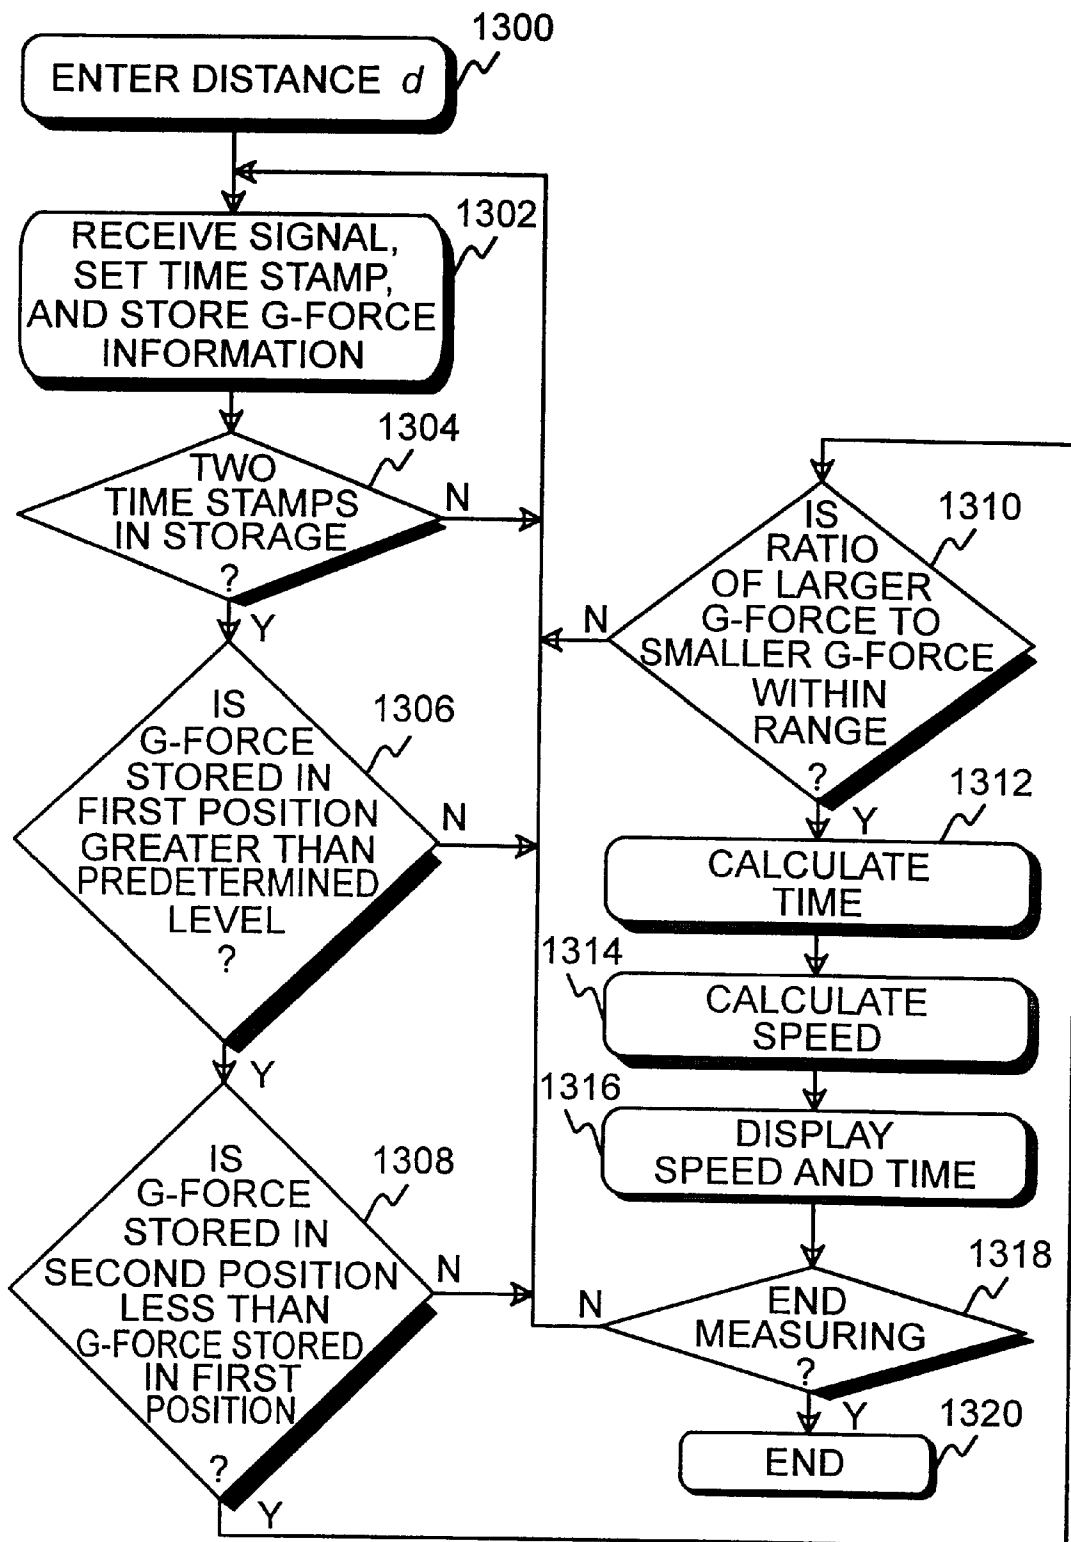 1300
ENTER DISTANCE d
1302
RECEIVE SIGNAL,
SET TIME STAMP,
AND STORE G-FORCE
INFORMATION
1304
TWO
TIME STAMPS
IN STORAGE
?
N
Y
1306
IS
G-FORCE
STORED IN
FIRST POSITION
GREATER THAN
PREDETERMINED
LEVEL
?
N
Y
1308
IS
G-FORCE
STORED IN
SECOND POSITION
LESS THAN
G-FORCE STORED
IN FIRST
POSITION
?
N
Y
1310
IS
RATIO
OF LARGER
G-FORCE TO
SMALLER G-FORCE
WITHIN
RANGE
?
N
Y
1312
CALCULATE
TIME
1314
CALCULATE
SPEED
1316
DISPLAY
SPEED AND TIME
1318
END
MEASURING
?
N
Y
1320
END